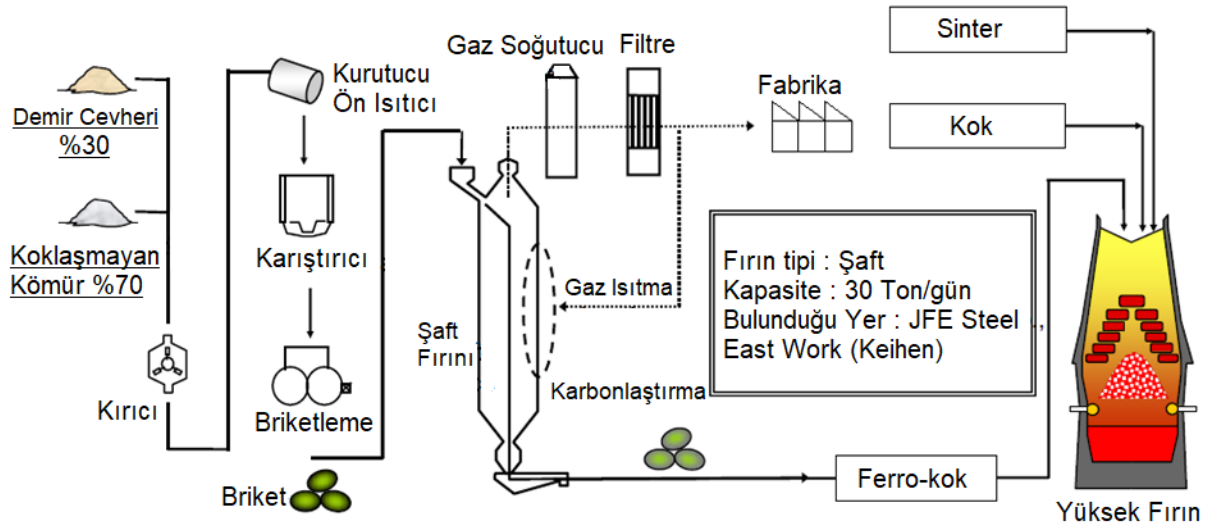 Demir Cevheri
%30
Koklaşmayan
Kömür %70
Kırıcı
Kurutucu
Ön Isıtıcı
Karıştırıcı
Briketleme
Briket
Gaz Soğutucu
Filtre
Fabrika
Şaft
Fırını
Gaz Isıtma
Karbonlaştırma
Fırın tipi : Şaft
Kapasite : 30 Ton/gün
Bulunduğu Yer : JFE Steel .,
East Work (Keihen)
Sinter
Kok
Ferro-kok
Yüksek Fırın